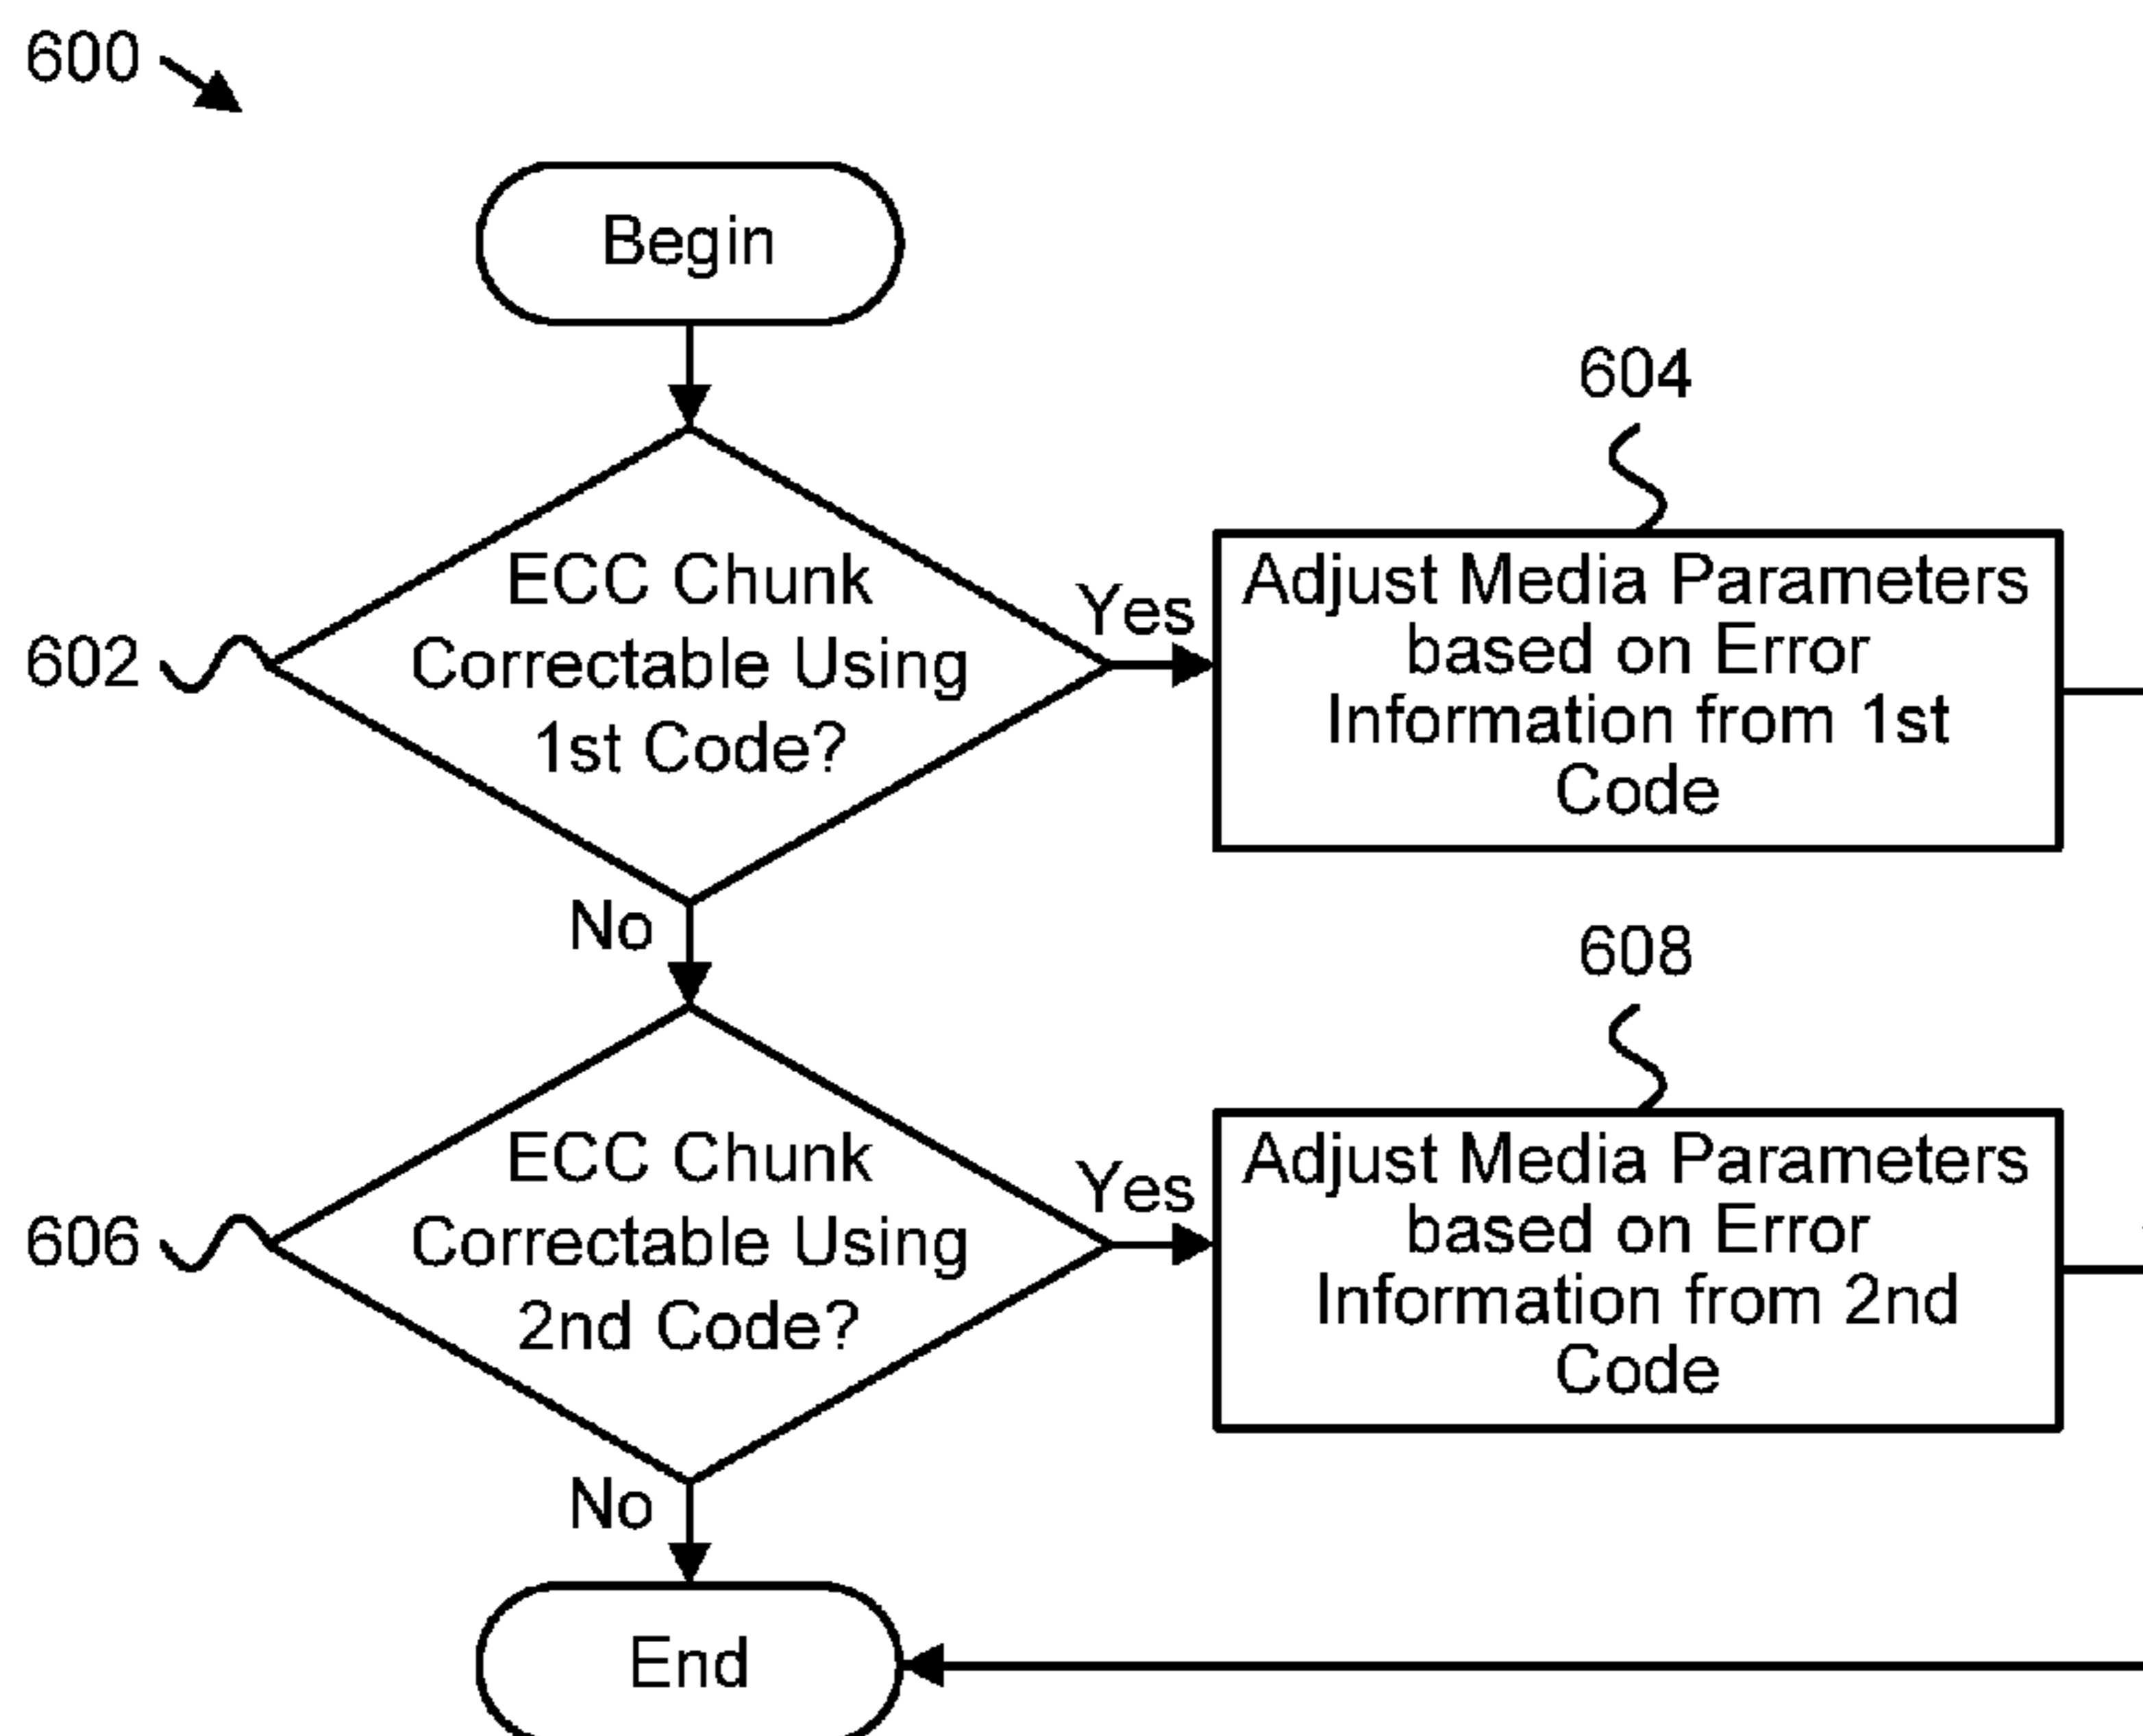 600
Begin
604
ECC Chunk
Correctable Using
1st Code?
602
Yes
Adjust Media Parameters
based on Error
Information from 1st
Code
No
608
ECC Chunk
Correctable Using
2nd Code?
606
Yes
Adjust Media Parameters
based on Error
Information from 2nd
Code
No
End